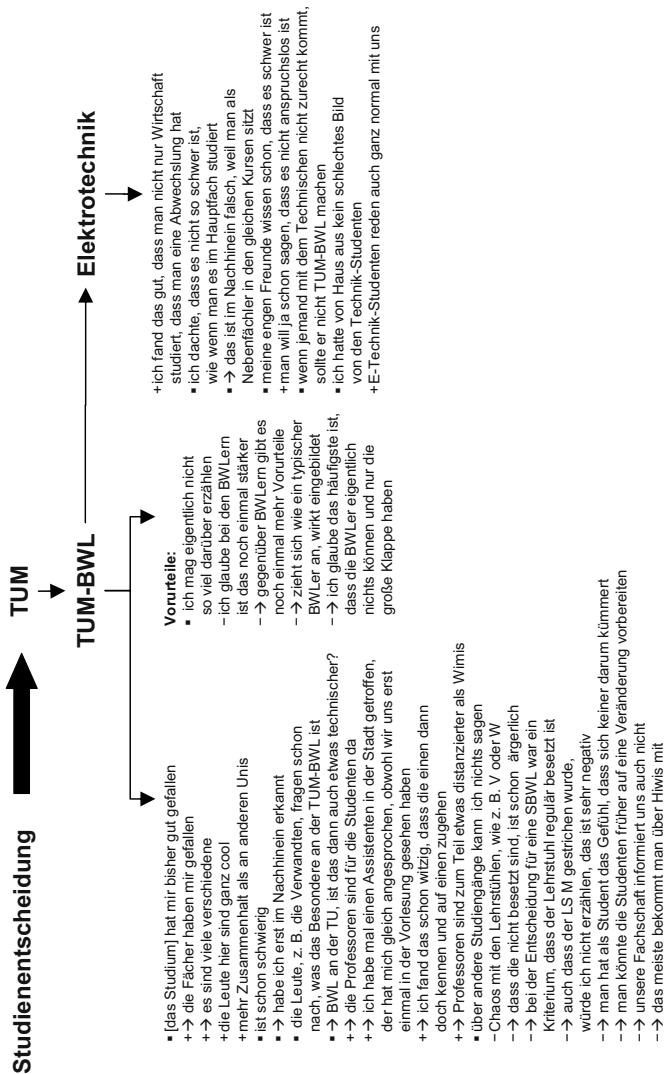 Studienentscheidung
TUM
TUM-BWL
Elektrotechnik
▪ [das Studium] hat mir bisher gut gefallen
+ → die Fächer haben mir gefallen
+ → es sind viele verschiedene
+ die Leute hier sind ganz cool
+ mehr Zusammenhalt als an anderen Unis
▪ ist schon schwierig
▪ → habe ich erst im Nachhinein erkannt
▪ die Leute, z. B. die Verwandten, fragen schon
nach, was das Besondere an der TUM-BWL ist
▪ → BWL an der TU, ist das dann auch etwas technischer?
+ → die Professoren sind für die Studenten da
+ → ich habe mal einen Assistenten in der Stadt getroffen,
der hat mich gleich angesprochen, obwohl wir uns erst
einmal in der Vorlesung gesehen haben
+ → ich fand das schon witzig, dass die einen dann
doch kennen und auf einen zugehen
+ → Professoren sind zum Teil etwas distanzierter als Wimis
▪ über andere Studiengänge kann ich nichts sagen
– Chaos mit den Lehrstühlen, wie z. B. V oder W
– → dass die nicht besetzt sind, ist schon ärgerlich
– → bei der Entscheidung für eine SBWL war ein
Kriterium, dass der Lehrstuhl regulär besetzt ist
– → auch dass der LS M gestrichen wurde,
würde ich nicht erzählen, das ist sehr negativ
– → man hat als Student das Gefühl, dass sich keiner darum kümmert
– → man könnte die Studenten früher auf eine Veränderung vorbereiten
– → unsere Fachschaft informiert uns auch nicht
– → das meiste bekommt man über Hiwis mit
Vorurteile:
▪ ich mag eigentlich nicht
so viel darüber erzählen
– ich glaube bei den BWLern
ist das noch einmal stärker
– → gegenüber BWLern gibt es
noch einmal mehr Vorurteile
– → zieht sich wie ein typischer
BWLer an, wirkt eingebildet
– → ich glaube das häufigste ist,
dass die BWLer eigentlich
nichts können und nur die
große Klappe haben
+ ich fand das gut, dass man nicht nur Wirtschaft
studiert, dass man eine Abwechslung hat
▪ ich dachte, dass es nicht so schwer ist,
wie wenn man es im Hauptfach studiert
▪ → das ist im Nachhinein falsch, weil man als
Nebenfächler in den gleichen Kursen sitzt
▪ meine engen Freunde wissen schon, dass es schwer ist
+ man will ja schon sagen, dass es nicht anspruchslos ist
▪ wenn jemand mit dem Technischen nicht zurecht kommt,
sollte er nicht TUM-BWL machen
▪ ich hatte von Haus aus kein schlechtes Bild
von den Technik-Studenten
+ E-Technik-Studenten reden auch ganz normal mit uns